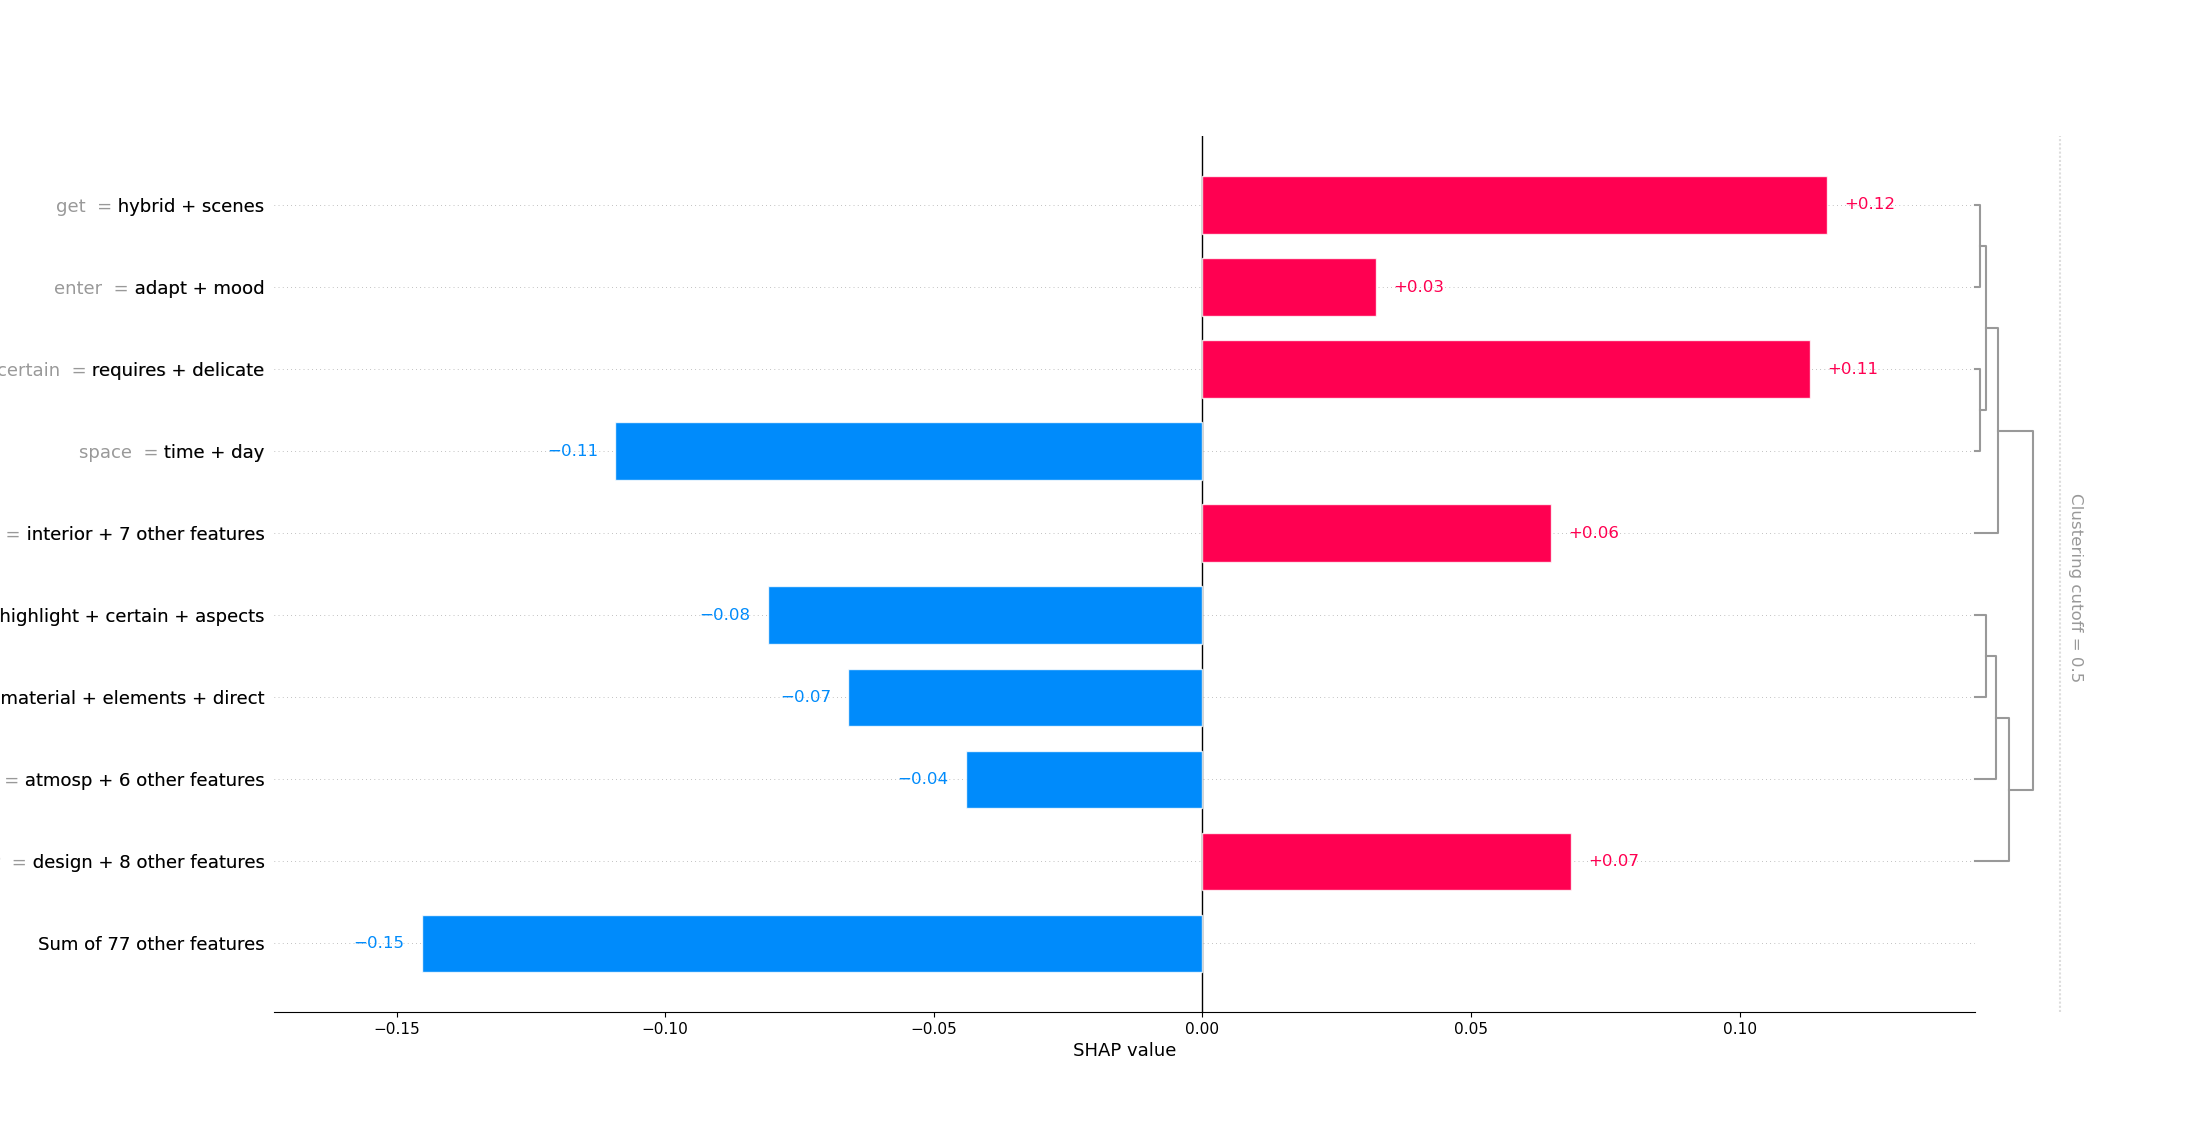 get = hybrid + scenes
+0.12
enter = adapt + mood
+0.03
certain = requires + delicate
+0.11
space = time + day
−0.11
= interior + 7 other features
+0.06
highlight + certain + aspects
−0.08
material + elements + direct
−0.07
= atmosp + 6 other features
−0.04
= design + 8 other features
+0.07
Sum of 77 other features
−0.15
Clustering cutoff = 0.5
−0.15 −0.10 −0.05 0.00 0.05 0.10
SHAP value